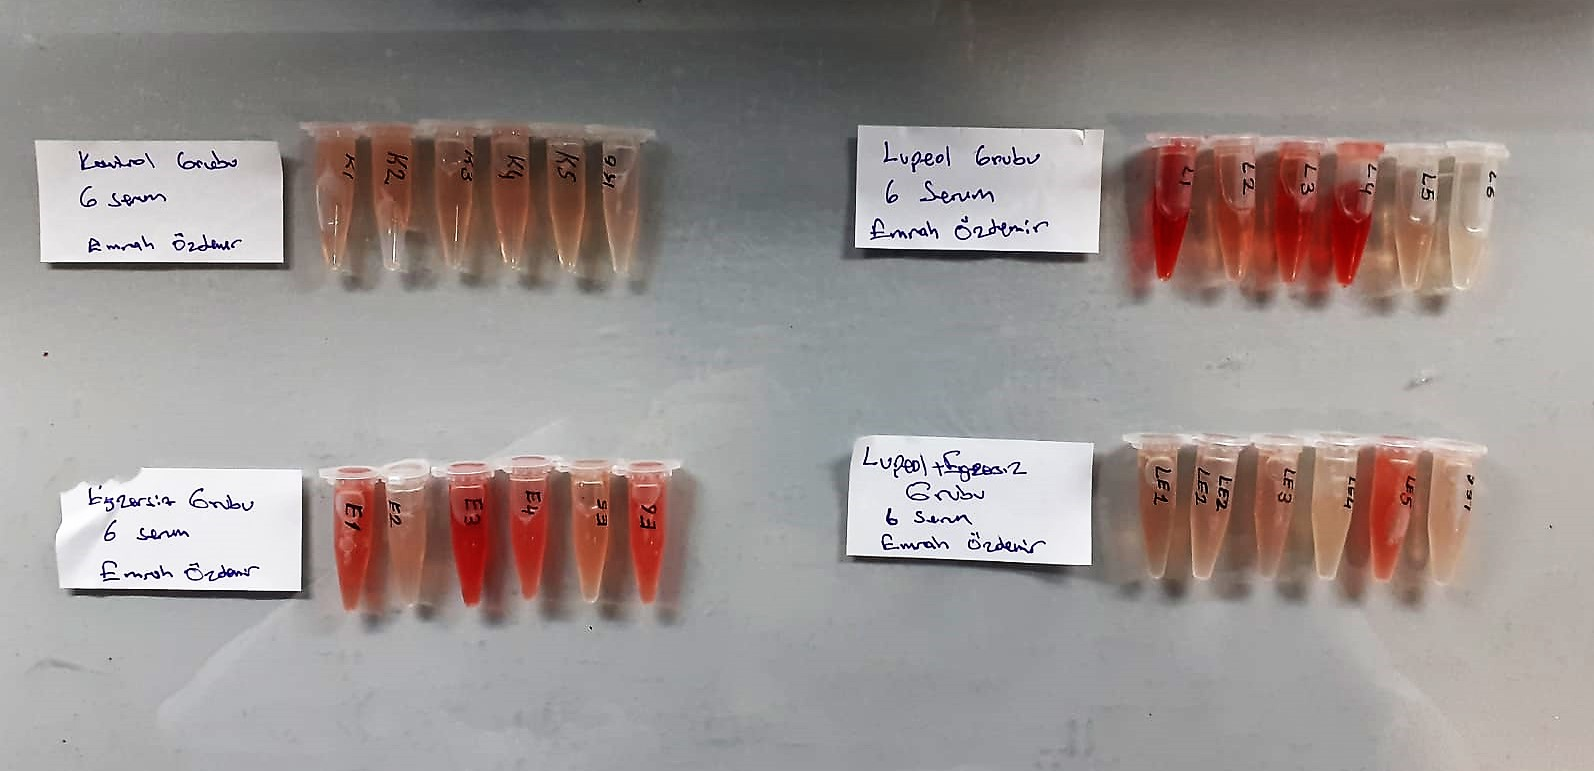 Kontrol Grubu
6 serum
Emrah Özdemir
K1
K2
K3
K4
K5
K6
Lupeol Grubu
6 Serum
Emrah Özdemir
L1
L2
L3
L4
L5
L6
Egzersiz Grubu
6 serum
Emrah Özdemir
E1
E2
E3
E4
E5
E6
Lupeol+Egzersiz
Grubu
6 Serum
Emrah Özdemir
LE1
LE2
LE3
LE4
LE5